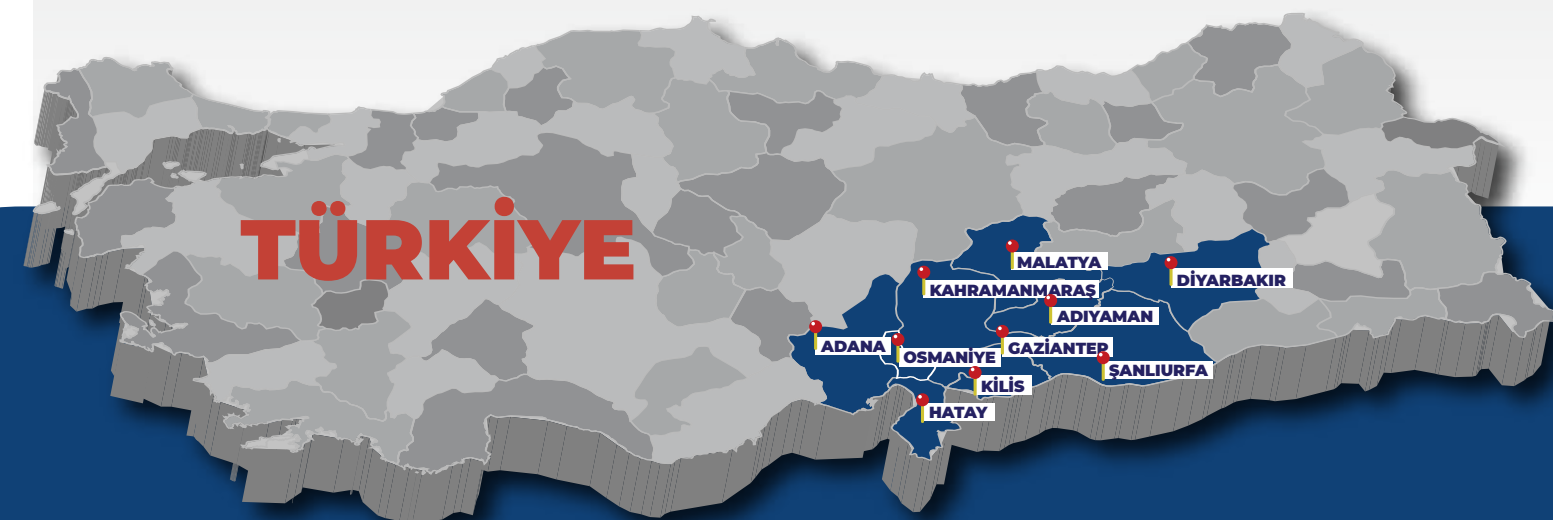 TÜRKİYE
MALATYA
KAHRAMANMARAŞ
DİYARBAKIR
ADIYAMAN
ADANA
OSMANİYE
GAZİANTEP
ŞANLIURFA
KİLİS
HATAY